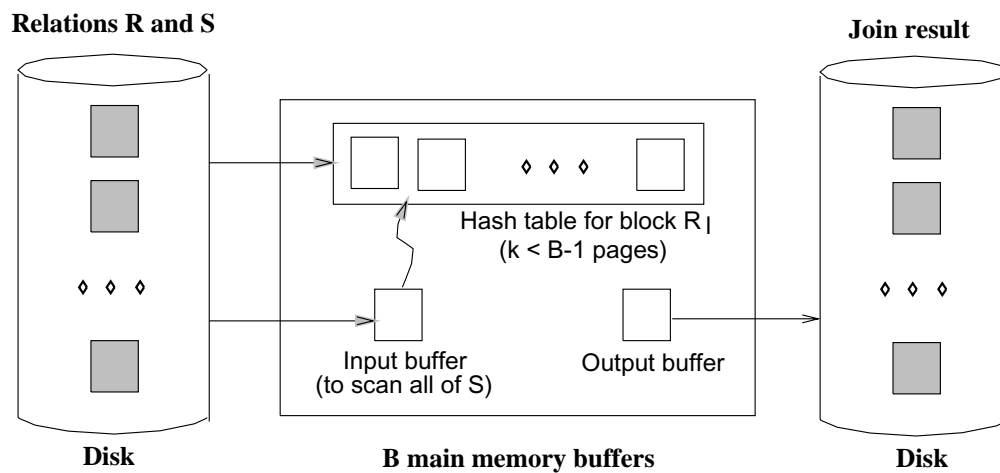 Relations R and S
Join result
Hash table for block R l
(k < B-1 pages)
Input buffer
(to scan all of S)
Output buffer
Disk
B main memory buffers
Disk